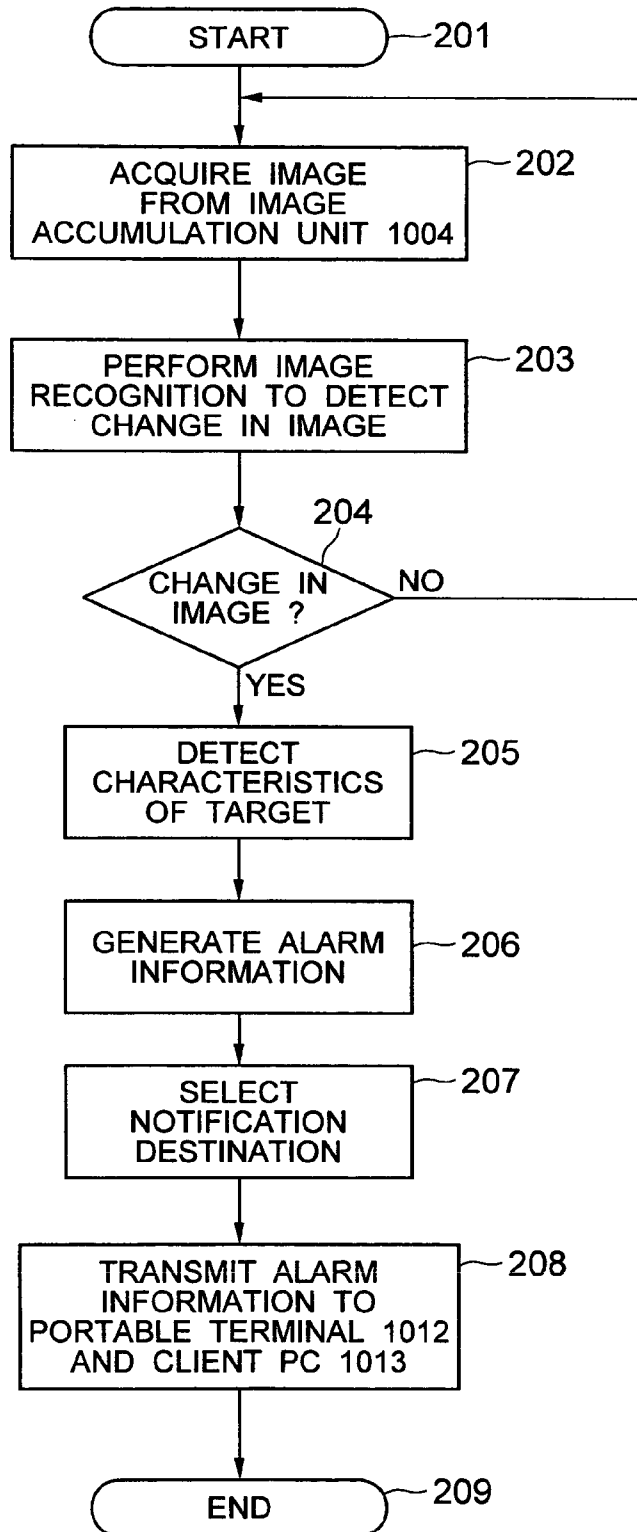 START
201
ACQUIRE IMAGE
FROM IMAGE
ACCUMULATION UNIT 1004
202
PERFORM IMAGE
RECOGNITION TO DETECT
CHANGE IN IMAGE
203
204
CHANGE IN
IMAGE ?
NO
YES
DETECT
CHARACTERISTICS
OF TARGET
205
GENERATE ALARM
INFORMATION
206
SELECT
NOTIFICATION
DESTINATION
207
TRANSMIT ALARM
INFORMATION TO
PORTABLE TERMINAL 1012
AND CLIENT PC 1013
208
END
209